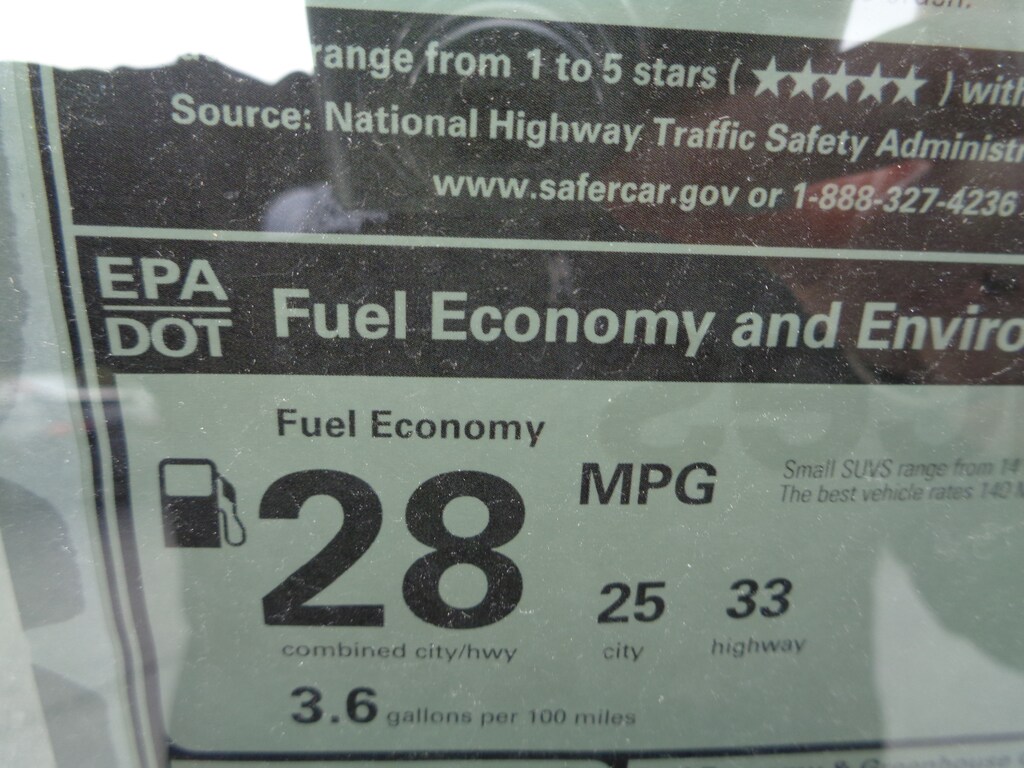 range from 1 to 5 stars ( ★★★★★ ) with
Source: National Highway Traffic Safety Administr
www.safercar.gov or 1-888-327-4236
EPA
DOT
Fuel Economy and Enviro
Fuel Economy
28 MPG
Small SUVS range from 14
The best vehicle rates 140 M
25 33
combined city/hwy city highway
3.6 gallons per 100 miles